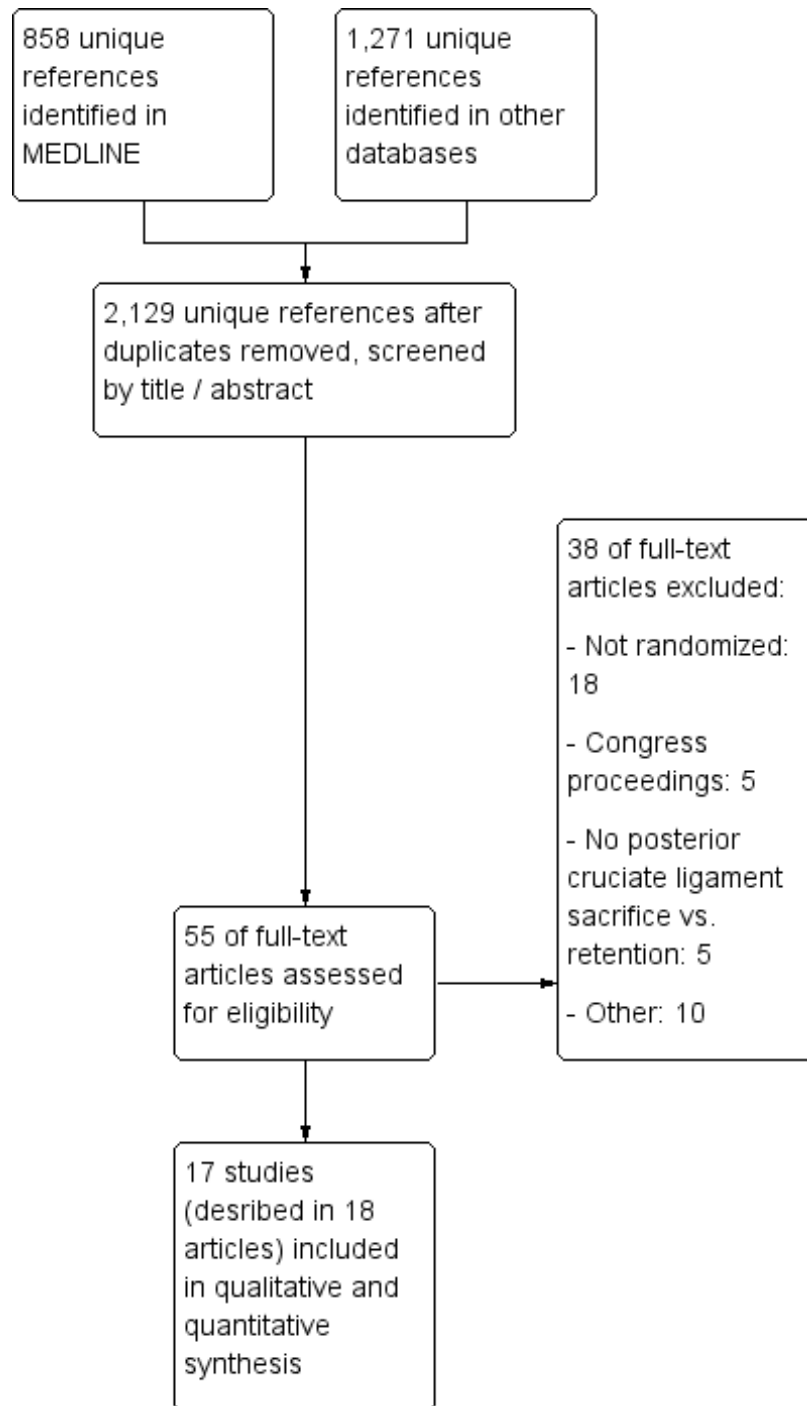 858 unique
references
identified in
MEDLINE
1,271 unique
references
identified in other
databases
2,129 unique references after
duplicates removed, screened
by title / abstract
38 of full-text
articles excluded:
- Not randomized:
18
- Congress
proceedings: 5
- No posterior
cruciate ligament
sacrifice vs.
retention: 5
- Other: 10
55 of full-text
articles assessed
for eligibility
17 studies
(desribed in 18
articles) included
in qualitative and
quantitative
synthesis